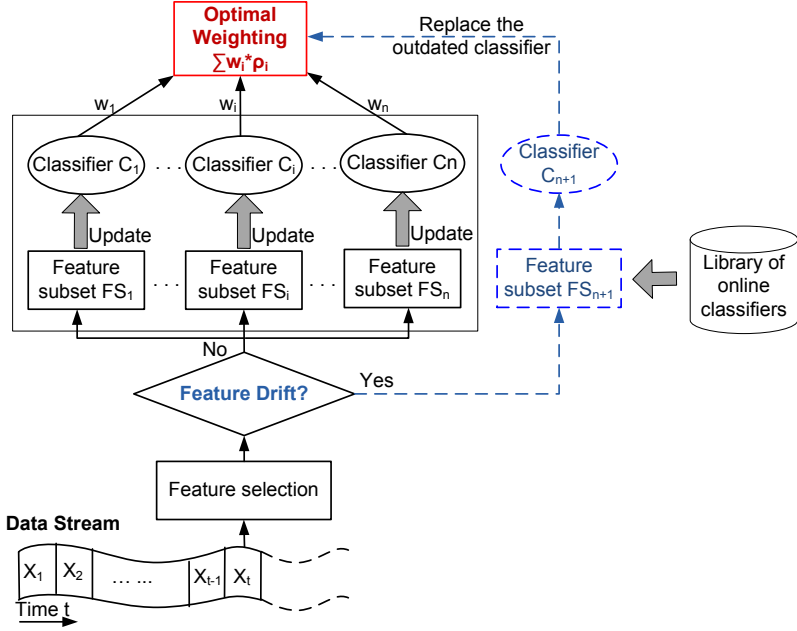 Optimal
Weighting
∑wᵢ*ρᵢ
Replace the
outdated classifier
w₁
wᵢ
wₙ
Classifier C₁
. . .
Classifier Cᵢ
. . .
Classifier Cn
Classifier
Cₙ₊₁
Update
Update
Update
Feature
subset FS₁
. . .
Feature
subset FSᵢ
. . .
Feature
subset FSₙ
Feature
subset FSₙ₊₁
Library of
online
classifiers
No
Feature Drift?
Yes
Feature selection
Data Stream
X₁
X₂
... ...
Xₜ₋₁
Xₜ
Time t